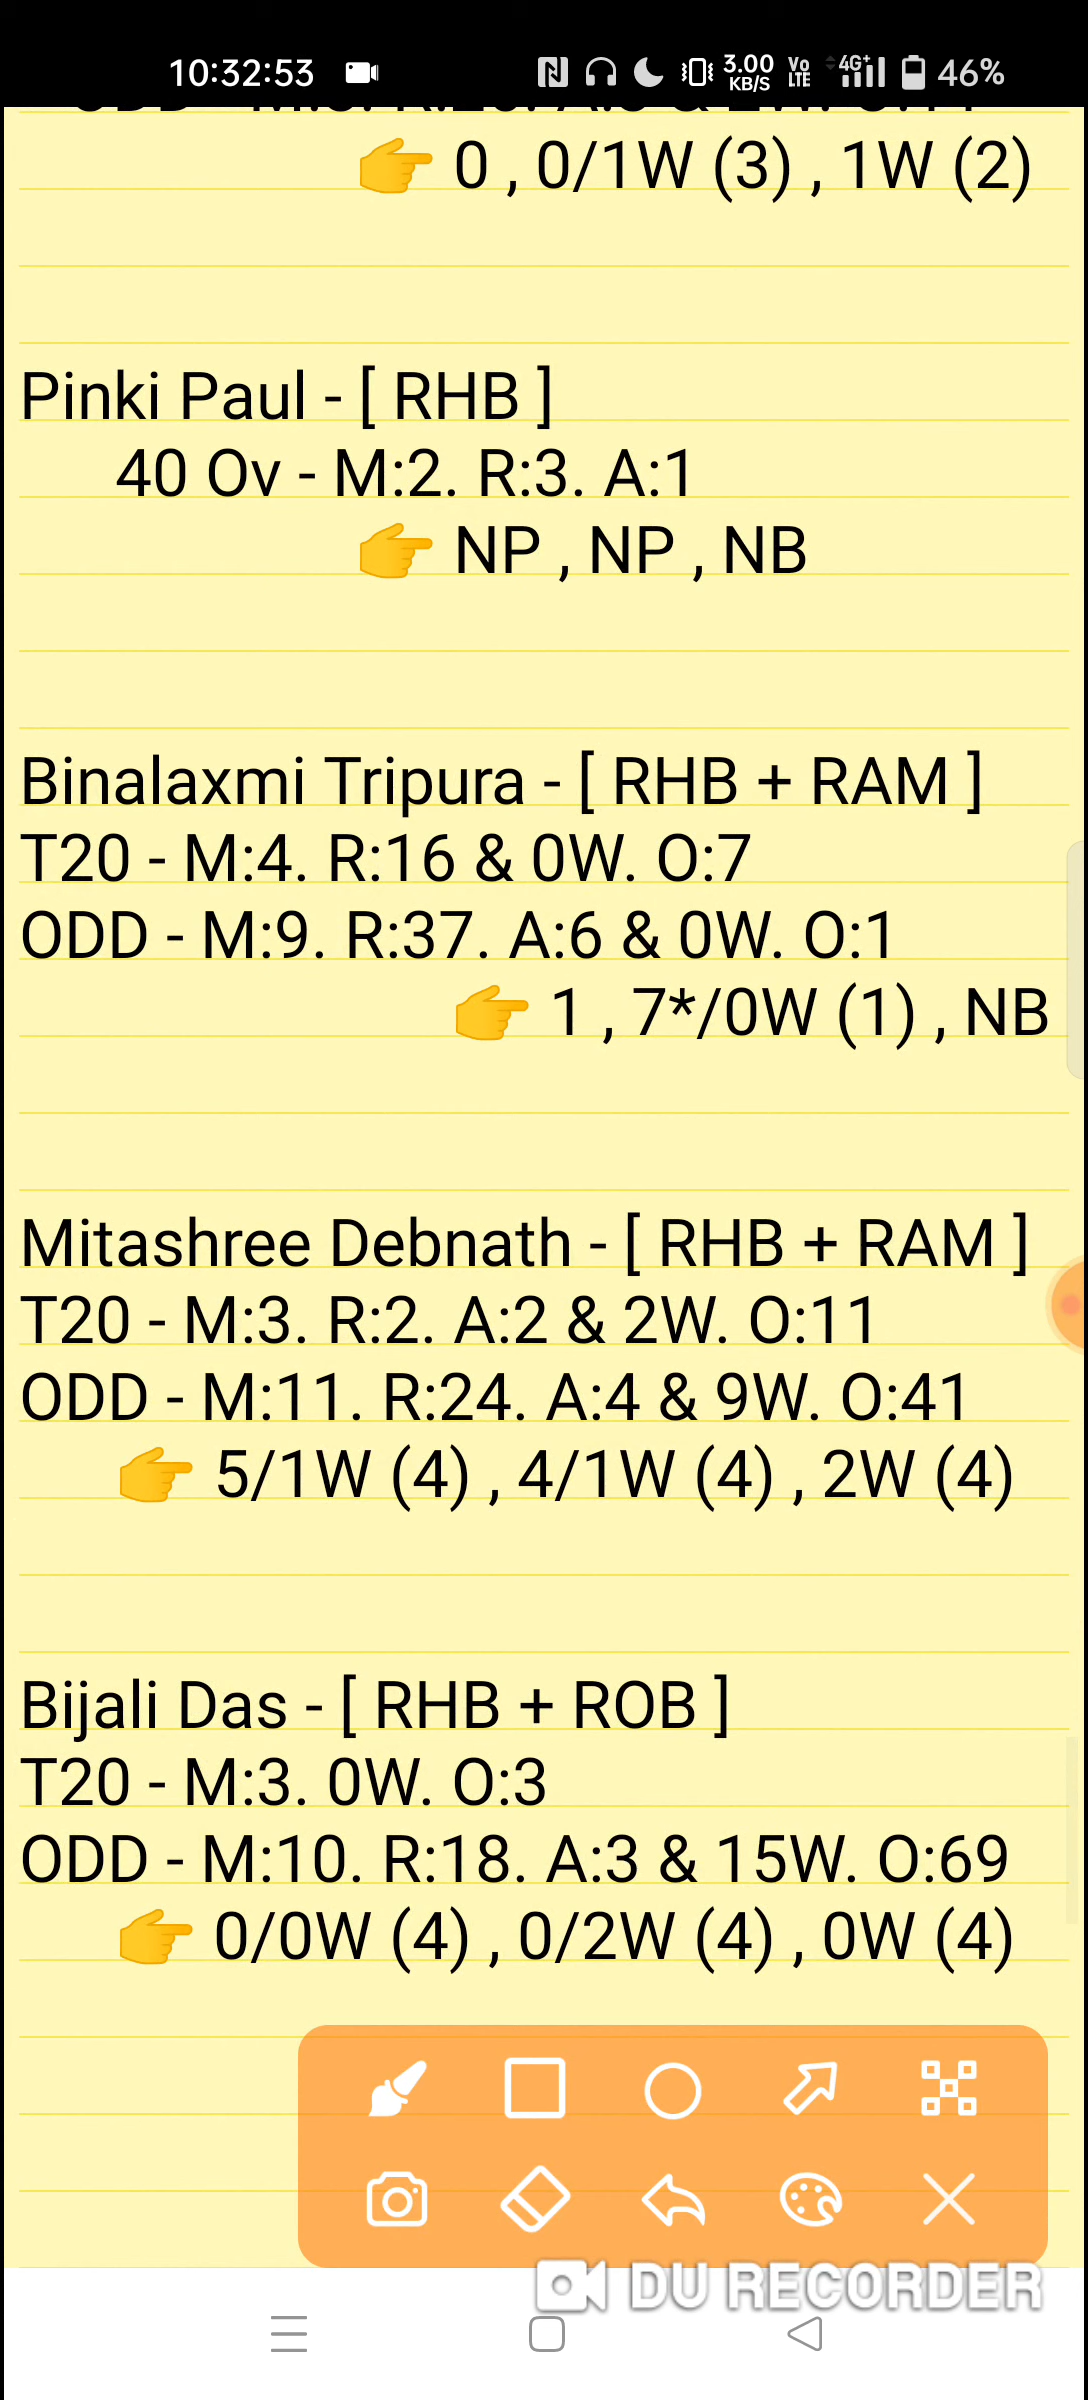 10:32:53 3.00 KB/S Vo LTE 4G+ 46%
👉 0 , 0/1W (3) , 1W (2)
Pinki Paul - [ RHB ]
40 Ov - M:2. R:3. A:1
👉 NP , NP , NB
Binalaxmi Tripura - [ RHB + RAM ]
T20 - M:4. R:16 & 0W. O:7
ODD - M:9. R:37. A:6 & 0W. O:1
👉 1 , 7*/0W (1) , NB
Mitashree Debnath - [ RHB + RAM ]
T20 - M:3. R:2. A:2 & 2W. O:11
ODD - M:11. R:24. A:4 & 9W. O:41
👉 5/1W (4) , 4/1W (4) , 2W (4)
Bijali Das - [ RHB + ROB ]
T20 - M:3. 0W. O:3
ODD - M:10. R:18. A:3 & 15W. O:69
👉 0/0W (4) , 0/2W (4) , 0W (4)
DU RECORDER